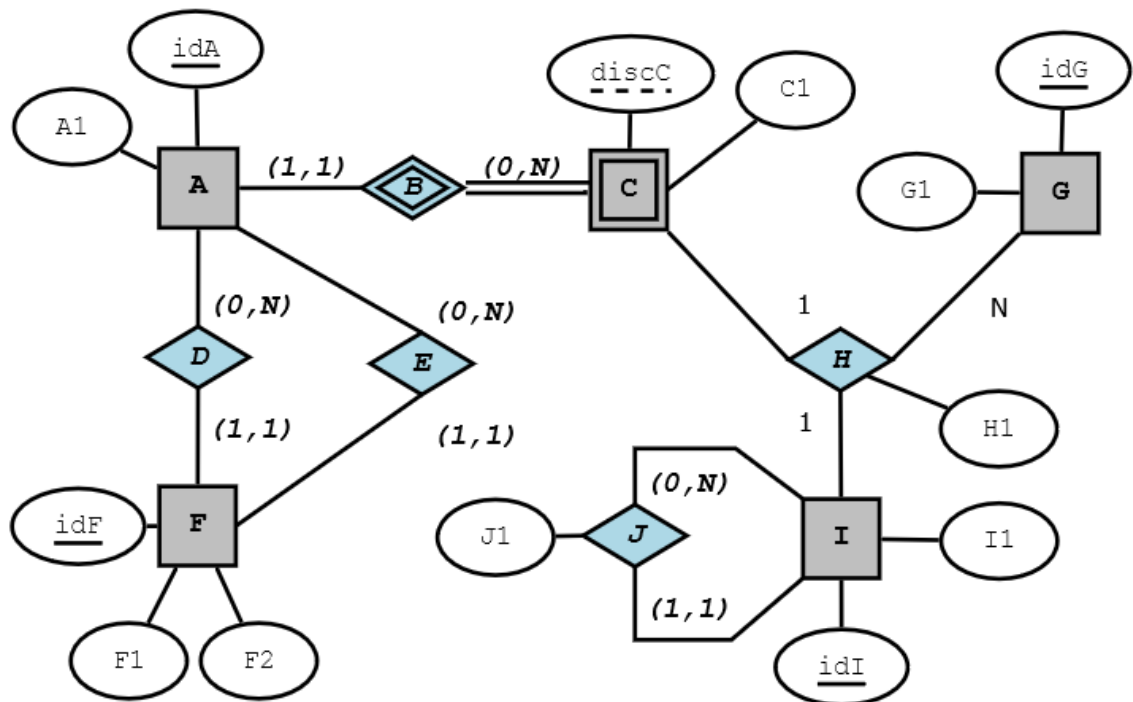 idA
discC
C1
idG
A1
A
(1,1)
B
(0,N)
C
G1
G
(0,N)
(0,N)
1
N
D
E
H
(1,1)
(1,1)
1
H1
(0,N)
idF
F
J1
J
I
I1
(1,1)
F1
F2
idI